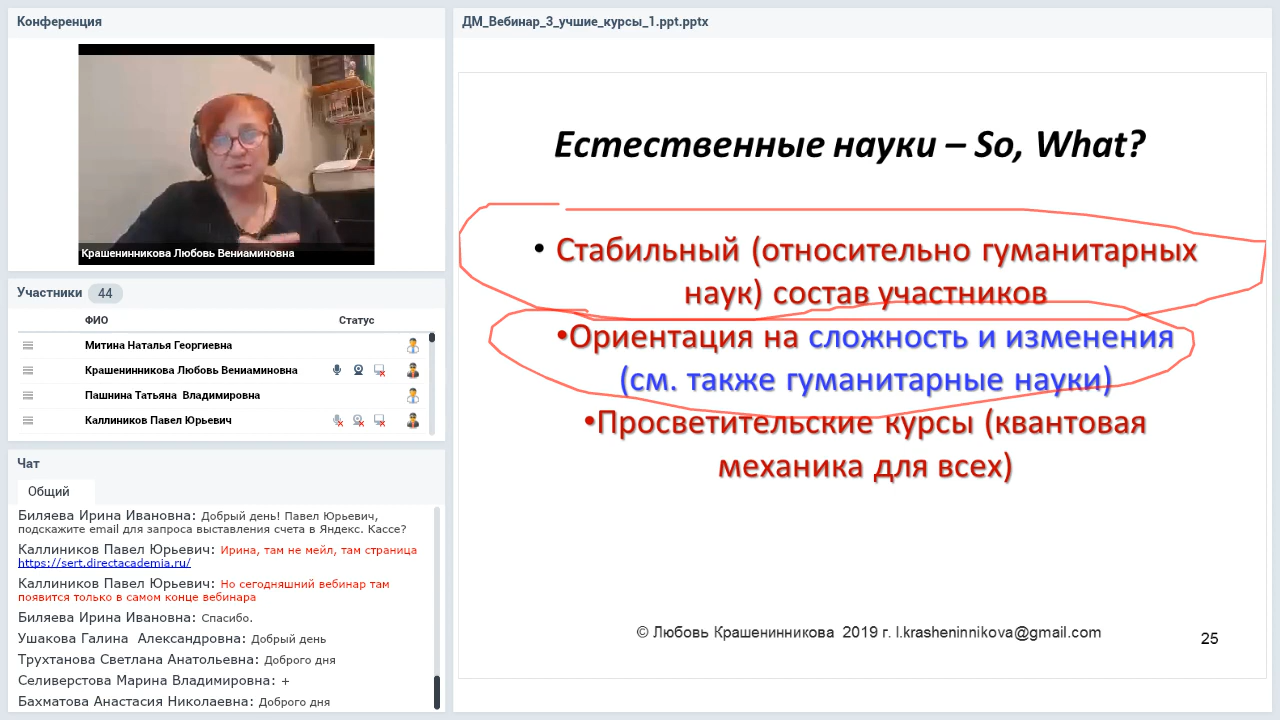 Конференция
Крашенинникова Любовь Вениаминовна
Участники 44
ФИО Статус
Митина Наталья Георгиевна
Крашенинникова Любовь Вениаминовна
Пашнина Татьяна Владимировна
Каллиников Павел Юрьевич
Чат
Общий
Биляева Ирина Ивановна: Добрый день! Павел Юрьевич,
подскажите email для запроса выставления счета в Яндекс. Кассе?
Каллиников Павел Юрьевич: Ирина, там не мейл, там страница
https://sert.directacademia.ru/
Каллиников Павел Юрьевич: Но сегодняшний вебинар там
появится только в самом конце вебинара
Биляева Ирина Ивановна: Спасибо.
Ушакова Галина Александровна: Добрый день
Трухтанова Светлана Анатольевна: Доброго дня
Селиверстова Марина Владимировна: +
Бахматова Анастасия Николаевна: Доброго дня
ДМ_Вебинар_3_учшие_курсы_1.ppt.pptx
Естественные науки – So, What?
• Стабильный (относительно гуманитарных
наук) состав участников
•Ориентация на сложность и изменения
(см. также гуманитарные науки)
•Просветительские курсы (квантовая
механика для всех)
© Любовь Крашенинникова 2019 г. l.krasheninnikova@gmail.com
25